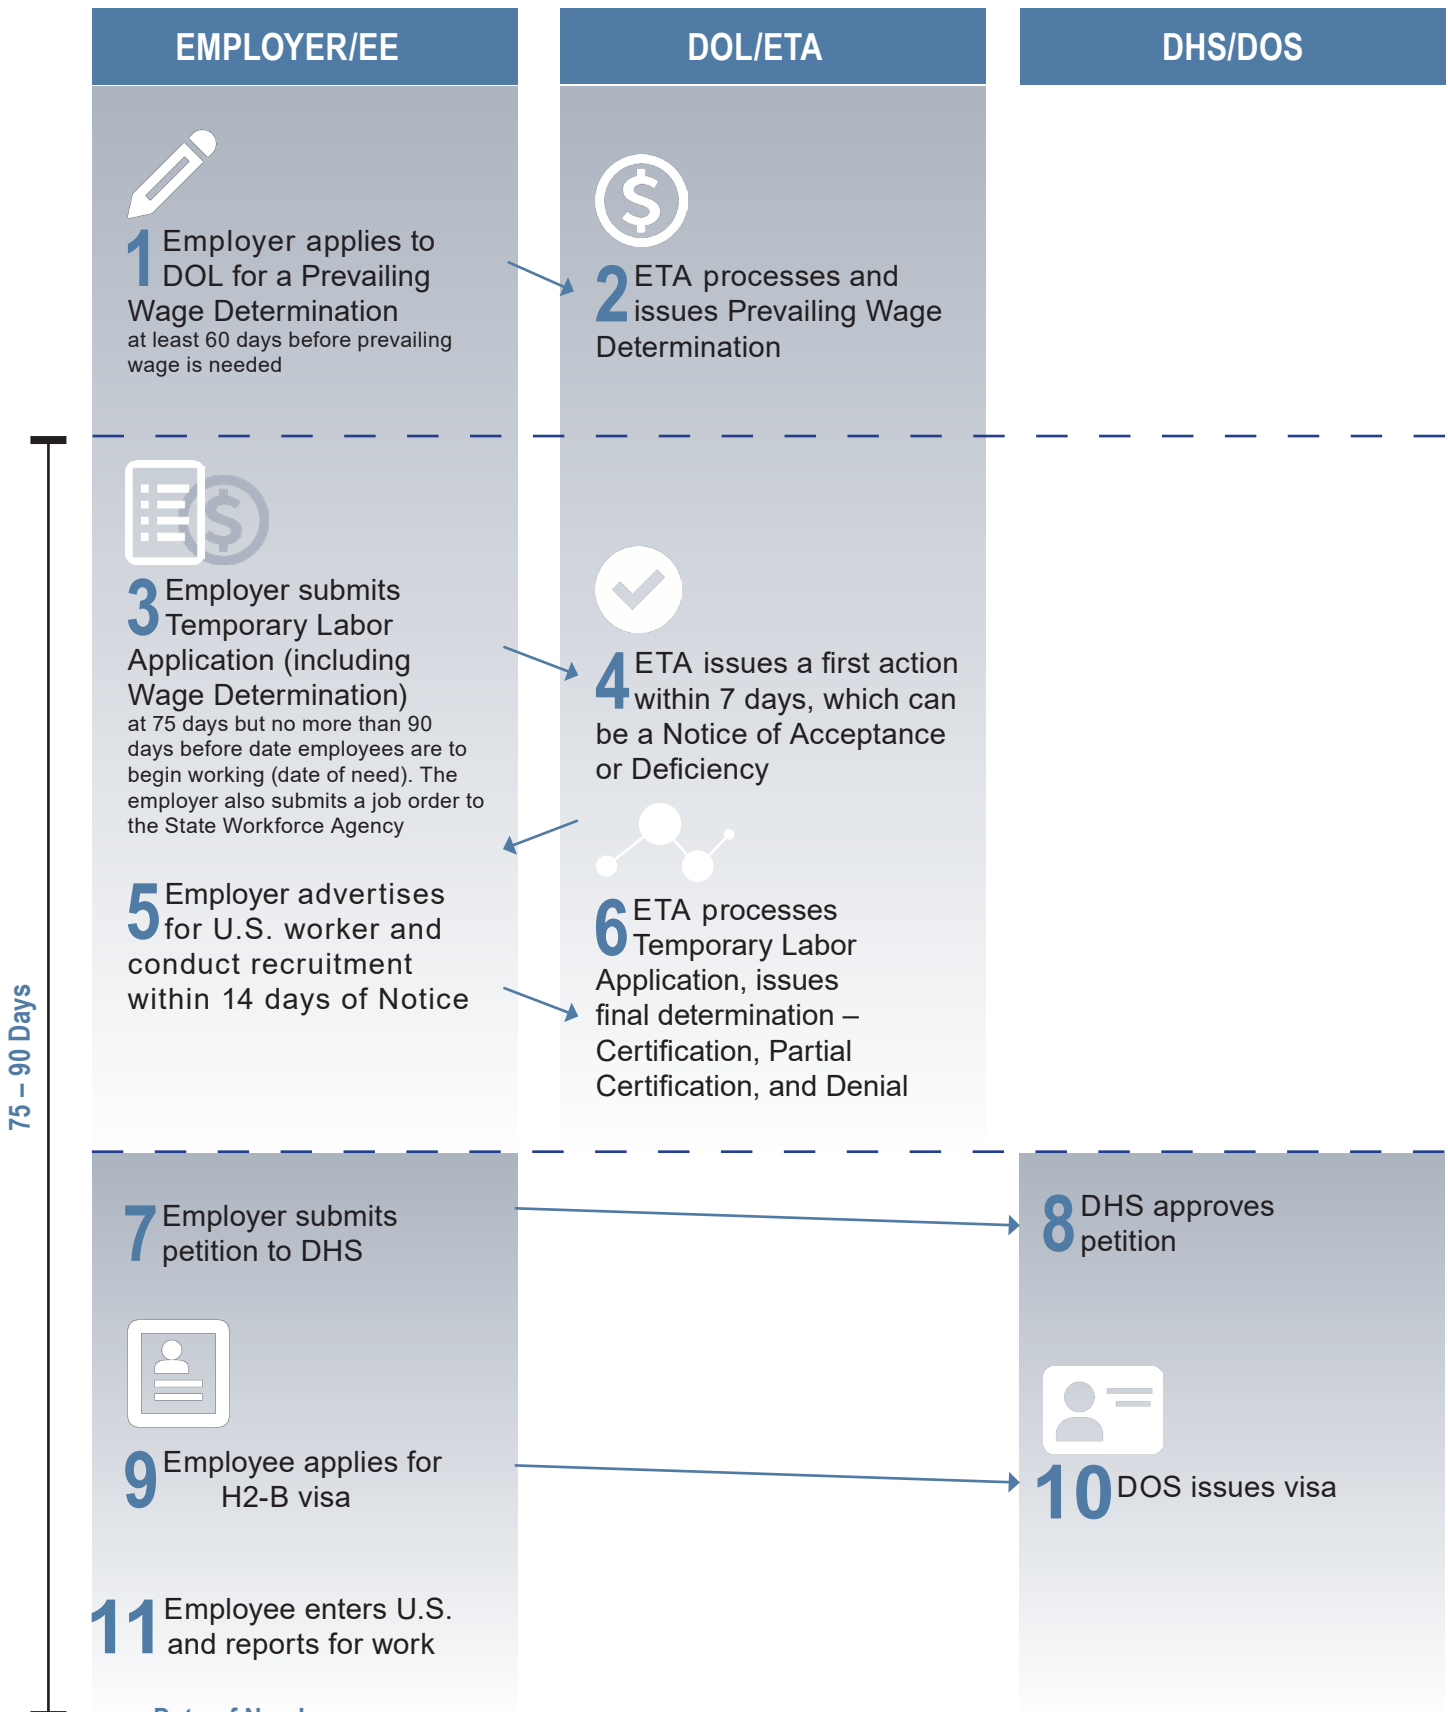 EMPLOYER/EE
DOL/ETA
DHS/DOS
1 Employer applies to
DOL for a Prevailing
Wage Determination
at least 60 days before prevailing
wage is needed
2 ETA processes and
issues Prevailing Wage
Determination
3 Employer submits
Temporary Labor
Application (including
Wage Determination)
at 75 days but no more than 90
days before date employees are to
begin working (date of need). The
employer also submits a job order to
the State Workforce Agency
4 ETA issues a first action
within 7 days, which can
be a Notice of Acceptance
or Deficiency
5 Employer advertises
for U.S. worker and
conduct recruitment
within 14 days of Notice
6 ETA processes
Temporary Labor
Application, issues
final determination –
Certification, Partial
Certification, and Denial
75 – 90 Days
7 Employer submits
petition to DHS
8 DHS approves
petition
9 Employee applies for
H2-B visa
10 DOS issues visa
11 Employee enters U.S.
and reports for work